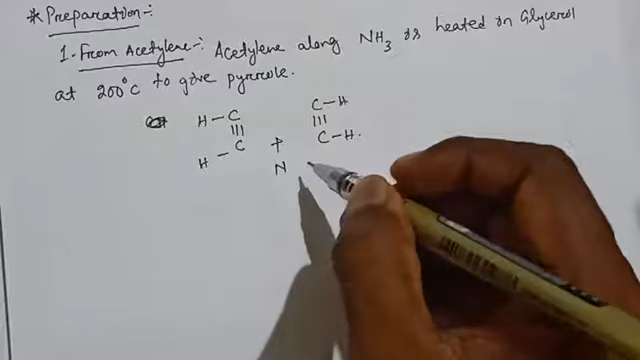 * Preparation :-
1. From Acetylene -: Acetylene along NH3 is heated in Glycerol
at 200°C to give pyrrole.
H - C C - H
||| |||
H - C + C - H.
N